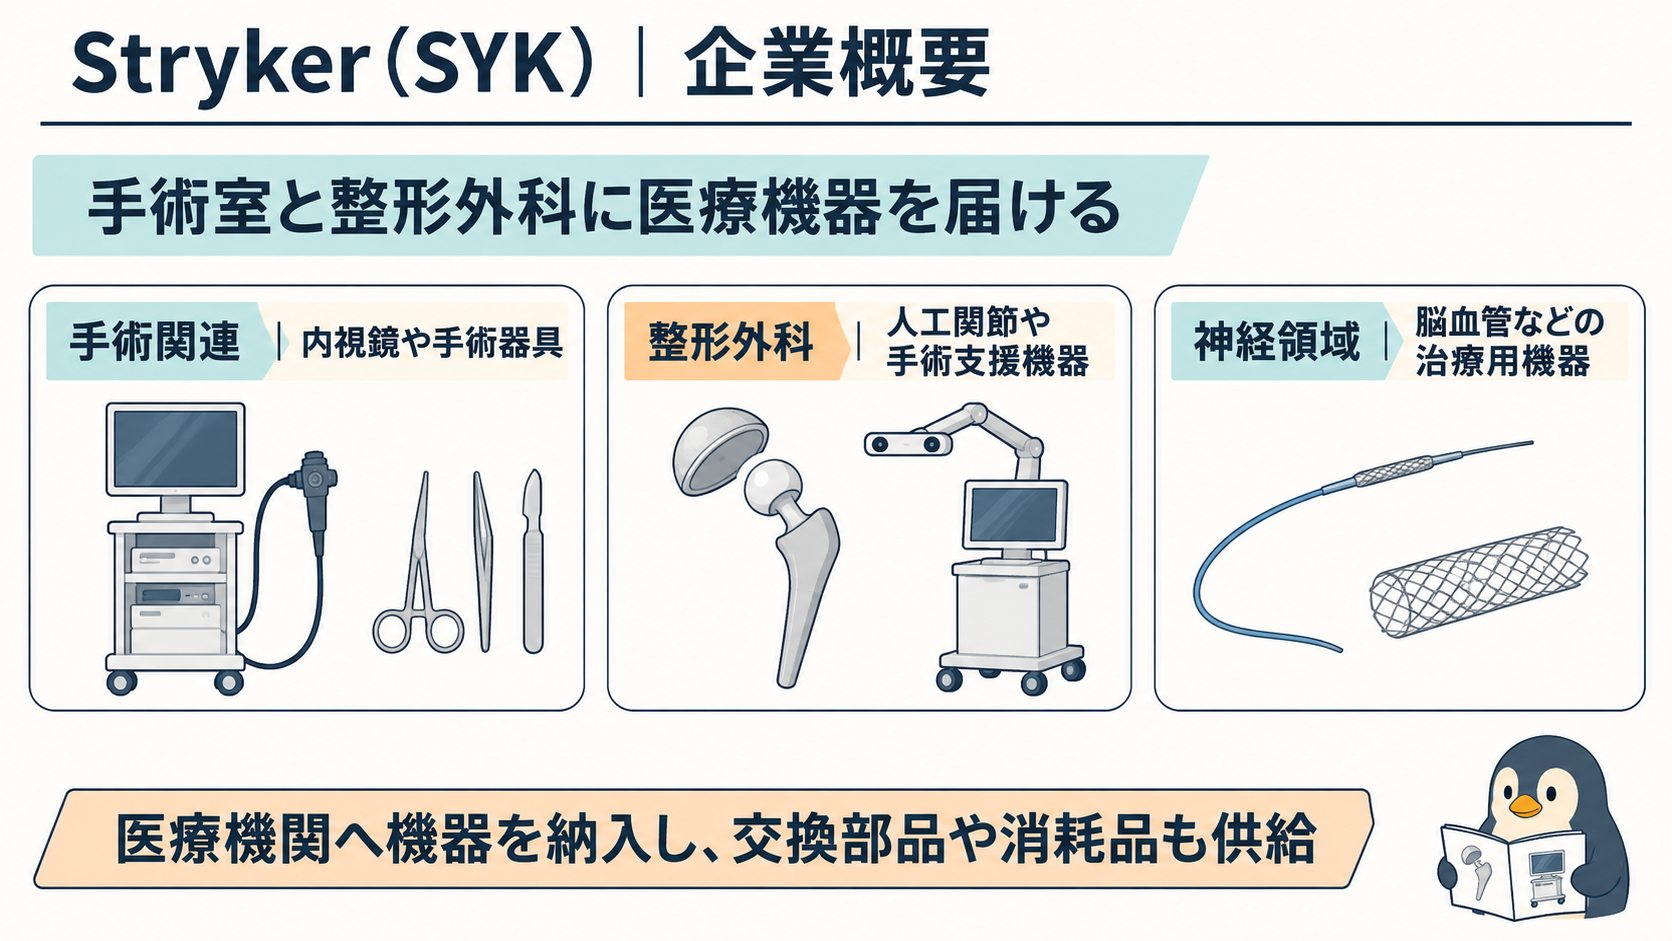 Stryker（SYK）｜企業概要
手術室と整形外科に医療機器を届ける
手術関連｜内視鏡や手術器具
整形外科｜人工関節や
手術支援機器
神経領域｜脳血管などの
治療用機器
医療機関へ機器を納入し、交換部品や消耗品も供給